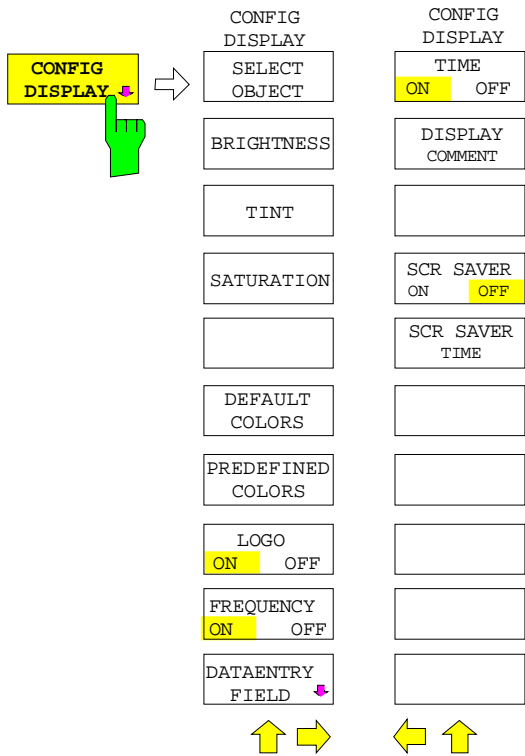 CONFIG
DISPLAY
CONFIG
DISPLAY
SELECT
OBJECT
BRIGHTNESS
TINT
SATURATION
DEFAULT
COLORS
PREDEFINED
COLORS
LOGO
ON OFF
FREQUENCY
ON OFF
DATAENTRY
FIELD
CONFIG
DISPLAY
TIME
ON OFF
DISPLAY
COMMENT
SCR SAVER
ON OFF
SCR SAVER
TIME